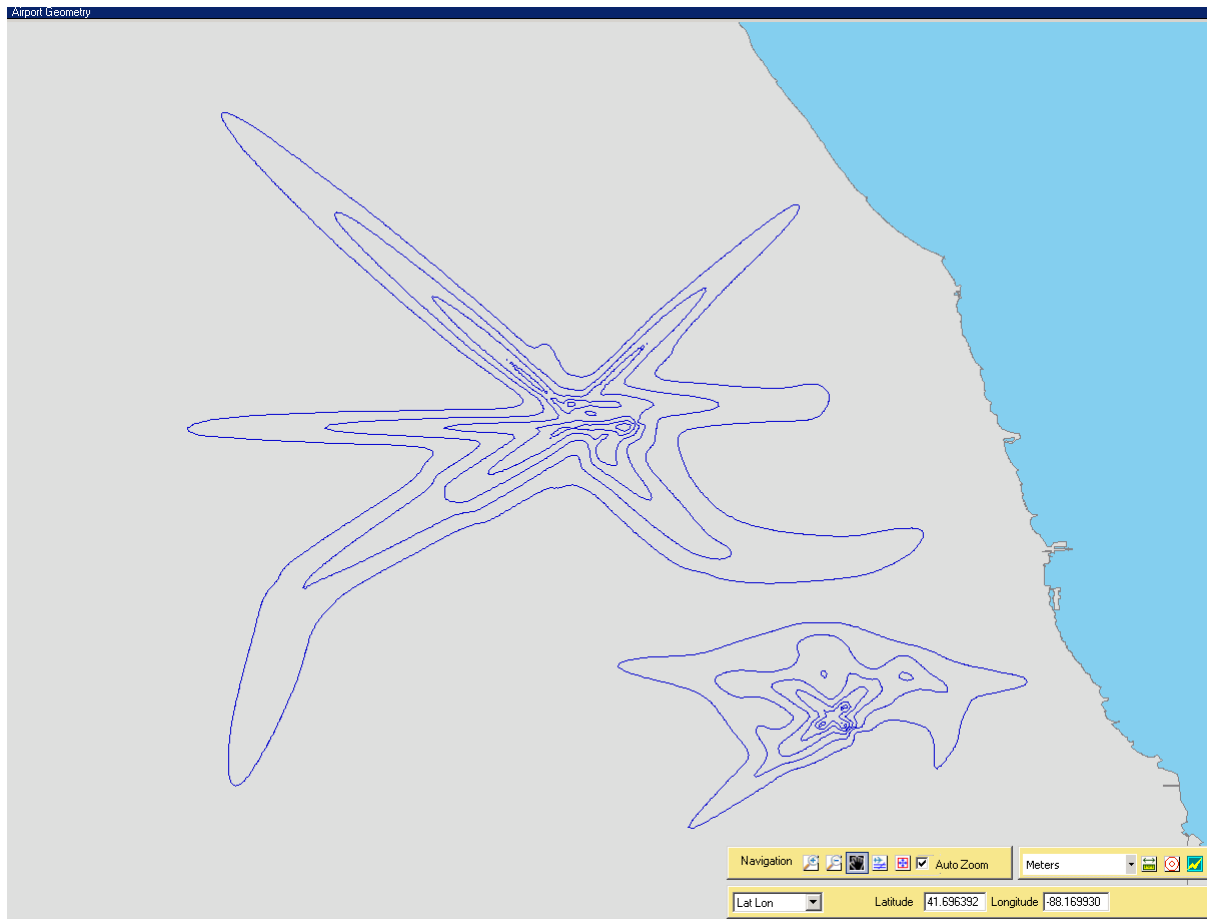 Airport Geometry
Navigation Auto Zoom Meters
Lat Lon Latitude 41.696392 Longitude -88.169930